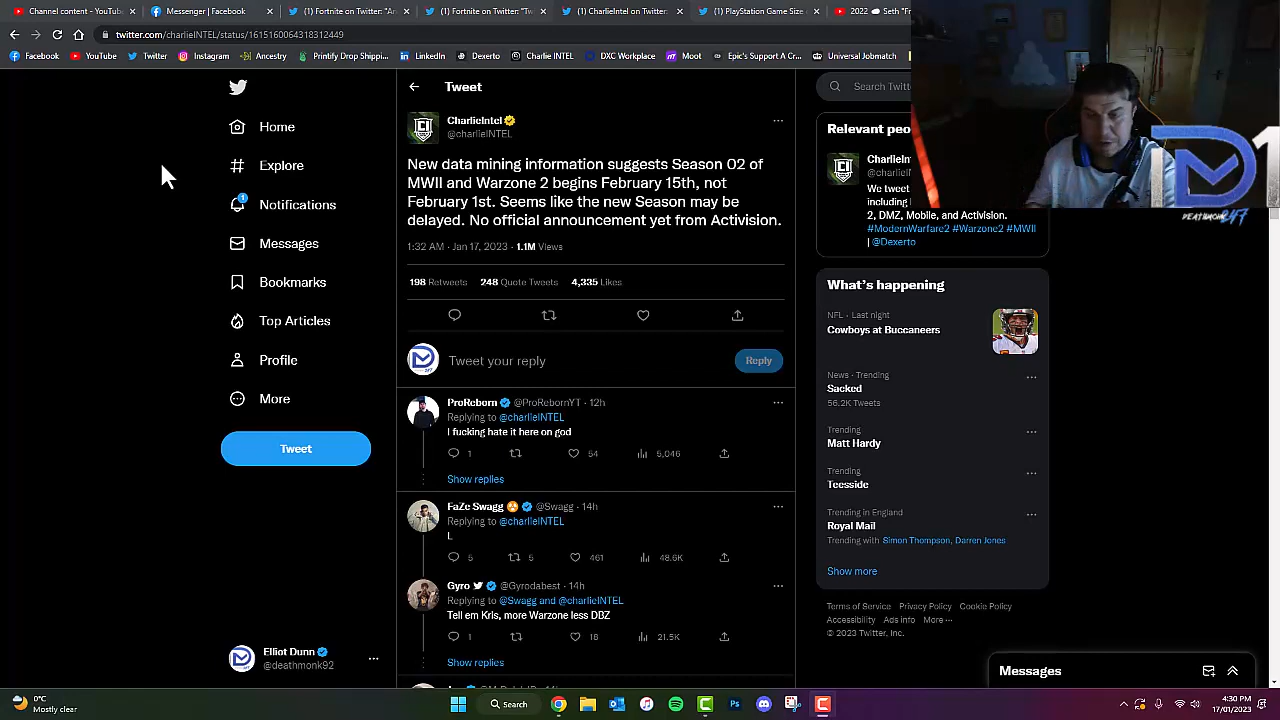 Channel content - YouTube
Messenger | Facebook
(1) Fortnite on Twitter: "An
(1) Fortnite on Twitter: "Tw
(1) CharlieIntel on Twitter:
(1) PlayStation Game Size
2022
Seth "F
twitter.com/charlieINTEL/status/1615160064318312449
Facebook
YouTube
Twitter
Instagram
Ancestry
Printify Drop Shippi...
LinkedIn
Dexerto
Charlie INTEL
DXC Workplace
Moot
Epic's Support A Cr...
Universal Jobmatch
Tweet
Search Twitt
CharlieIntel
@charlieINTEL
New data mining information suggests Season 02 of
MWII and Warzone 2 begins February 15th, not
February 1st. Seems like the new Season may be
delayed. No official announcement yet from Activision.
1:32 AM · Jan 17, 2023 · 1.1M Views
198 Retweets 248 Quote Tweets 4,335 Likes
Tweet your reply
Reply
ProReborn @ProRebornYT · 12h
Replying to @charlieINTEL
I fucking hate it here on god
1 54 5,046
Show replies
FaZe Swagg @Swagg · 14h
Replying to @charlieINTEL
L
5 5 461 48.6K
Gyro @Gyrodabest · 14h
Replying to @Swagg and @charlieINTEL
Tell em Kris, more Warzone less DBZ
1 18 21.5K
Show replies
Home
Explore
1
Notifications
Messages
Bookmarks
Top Articles
Profile
More
Tweet
Elliot Dunn
@deathmonk92
Relevant peo
CharlieInt
@charlieIN
We tweet
including
2, DMZ, Mobile, and Activision.
#ModernWarfare2 #Warzone2 #MWII
| @Dexerto
DEATHMONK 247
What's happening
NFL · Last night
Cowboys at Buccaneers
News · Trending
Sacked
56.2K Tweets
Trending
Matt Hardy
Trending
Teesside
Trending in England
Royal Mail
Trending with Simon Thompson, Darren Jones
Show more
Terms of Service Privacy Policy Cookie Policy
Accessibility Ads info More
© 2023 Twitter, Inc.
Messages
0°C
Mostly clear
Search
4:30 PM
17/01/2023